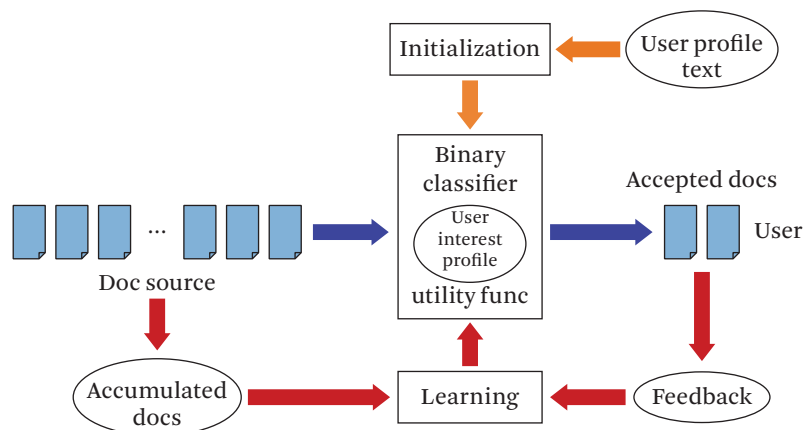 Initialization
User profile
text
Binary
classifier
User
interest
profile
utility func
Accepted docs
User
...
Doc source
Accumulated
docs
Learning
Feedback